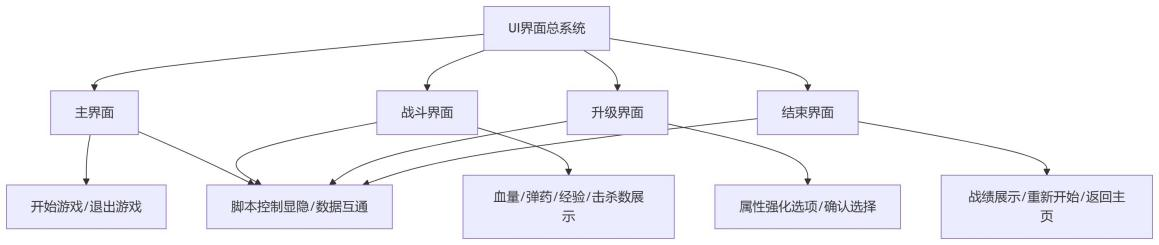 UI界面总系统
主界面
战斗界面
升级界面
结束界面
开始游戏/退出游戏
脚本控制显隐/数据互通
血量/弹药/经验/击杀数展
示
属性强化选项/确认选择
战绩展示/重新开始/返回主
页